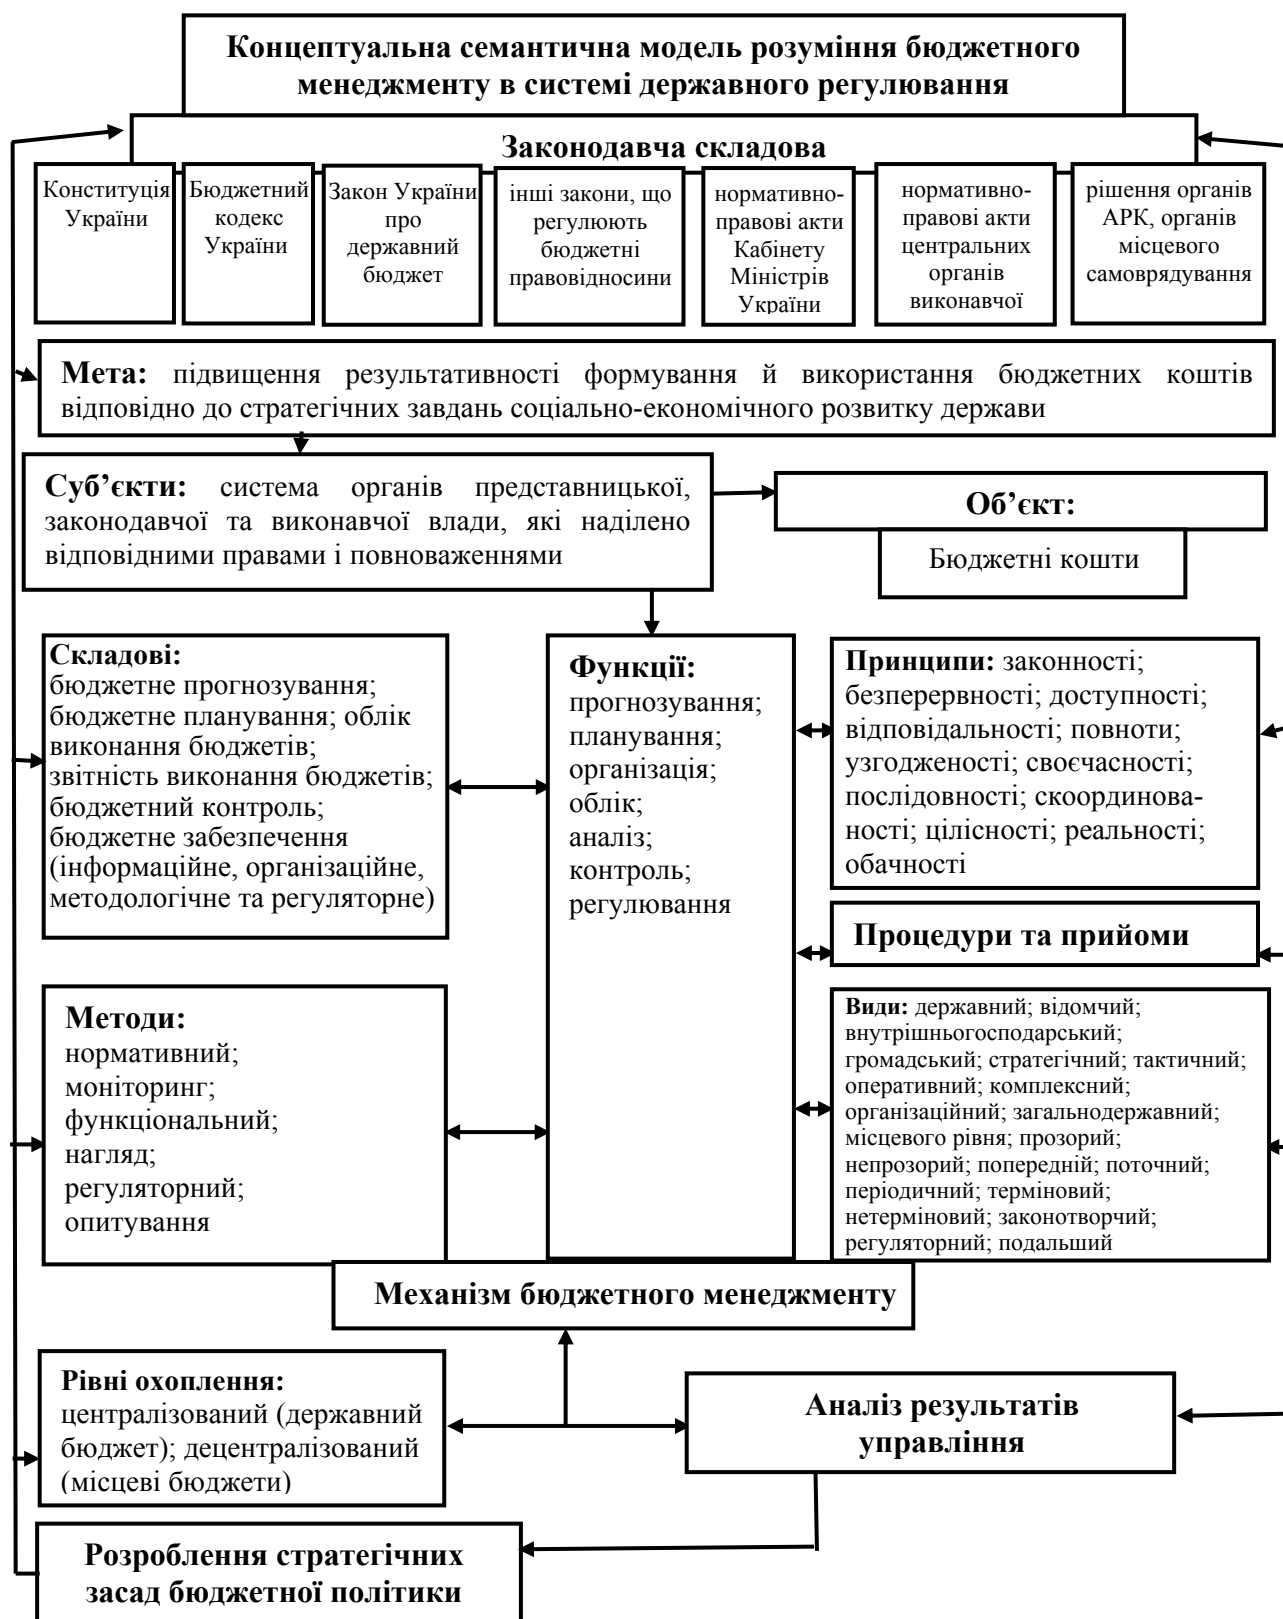 Концептуальна семантична модель розуміння бюджетного
менеджменту в системі державного регулювання
Законодавча складова
Конституція
України
Бюджетний
кодекс
України
Закон України
про
державний
бюджет
інші закони, що
регулюють
бюджетні
правовідносини
нормативно-
правові акти
Кабінету
Міністрів
України
нормативно-
правові акти
центральних
органів
виконавчої
рішення органів
АРК, органів
місцевого
самоврядування
Мета: підвищення результативності формування й використання бюджетних коштів
відповідно до стратегічних завдань соціально-економічного розвитку держави
Суб’єкти: система органів представницької,
законодавчої та виконавчої влади, які наділено
відповідними правами і повноваженнями
Об’єкт:
Бюджетні кошти
Складові:
бюджетне прогнозування;
бюджетне планування; облік
виконання бюджетів;
звітність виконання бюджетів;
бюджетний контроль;
бюджетне забезпечення
(інформаційне, організаційне,
методологічне та регуляторне)
Функції:
прогнозування;
планування;
організація;
облік;
аналіз;
контроль;
регулювання
Принципи: законності;
безперервності; доступності;
відповідальності; повноти;
узгодженості; своєчасності;
послідовності; скоординова-
ності; цілісності; реальності;
обачності
Процедури та прийоми
Методи:
нормативний;
моніторинг;
функціональний;
нагляд;
регуляторний;
опитування
Види: державний; відомчий;
внутрішньогосподарський;
громадський; стратегічний; тактичний;
оперативний; комплексний;
організаційний; загальнодержавний;
місцевого рівня; прозорий;
непрозорий; попередній; поточний;
періодичний; терміновий;
нетерміновий; законотворчий;
регуляторний; подальший
Механізм бюджетного менеджменту
Рівні охоплення:
централізований (державний
бюджет); децентралізований
(місцеві бюджети)
Аналіз результатів
управління
Розроблення стратегічних
засад бюджетної політики